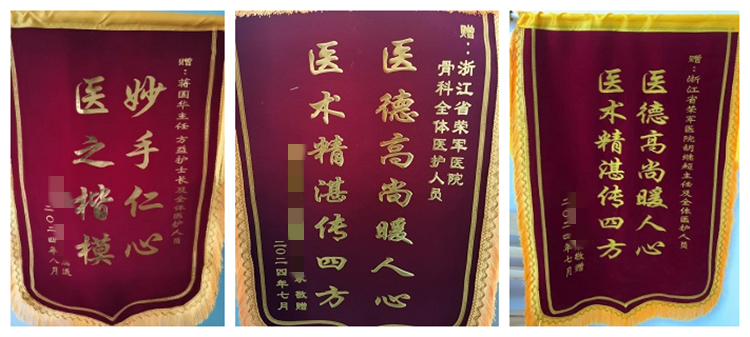 赠：蒋国华主任 方益护士长及全体医护人员
妙手仁心
医之楷模
二〇二四年八月
赠：浙江省荣军医院
骨科全体医护人员
医德高尚暖人心
医术精湛传四方
敬赠
二〇二四年七月
赠：浙江省荣军医院胡继超主任及全体医护人员
医德高尚暖人心
医术精湛传四方
敬赠
二〇二四年七月